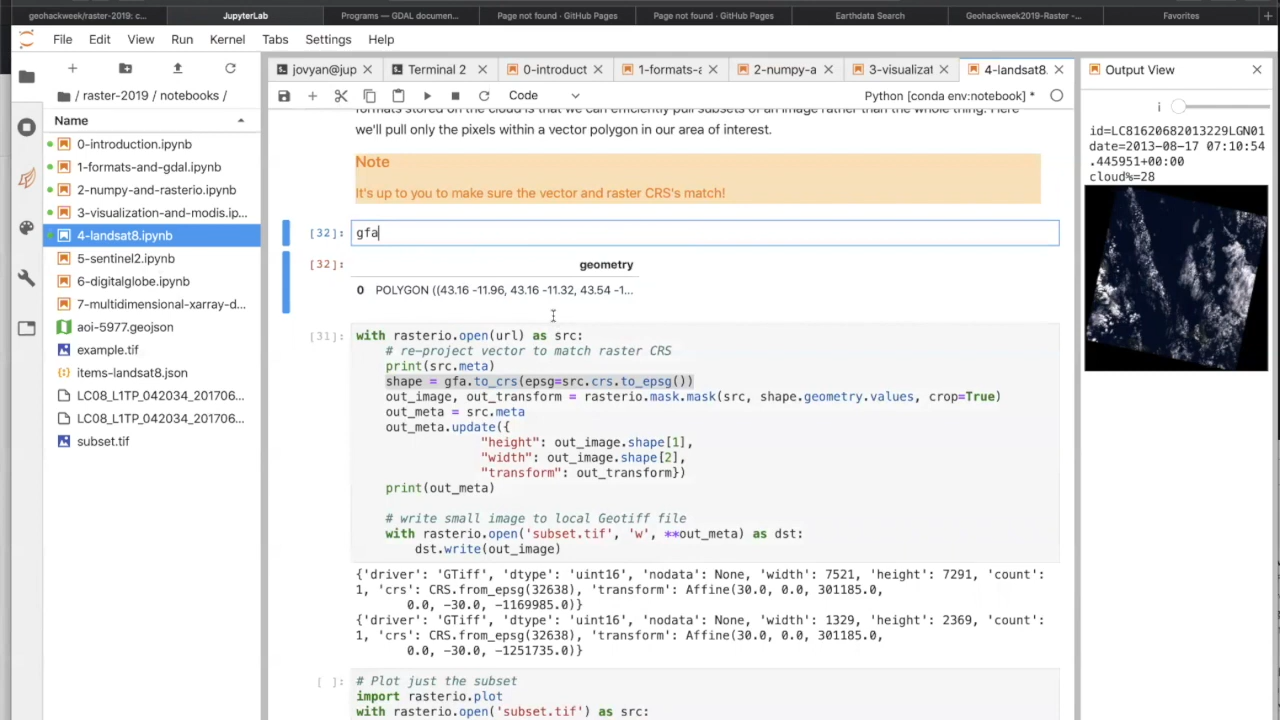 geohackweek/raster-2019: c...
JupyterLab
Programs — GDAL documen...
Page not found · GitHub Pages
Page not found · GitHub Pages
Earthdata Search
Geohackweek2019-Raster -...
Favorites
File Edit View Run Kernel Tabs Settings Help
jovyan@jup
Terminal 2
0-introduct
1-formats-a
2-numpy-a
3-visualizat
4-landsat8.
Output View
Code
Python [conda env:notebook] *
/ raster-2019 / notebooks /
Name
0-introduction.ipynb
1-formats-and-gdal.ipynb
2-numpy-and-rasterio.ipynb
3-visualization-and-modis.ip...
4-landsat8.ipynb
5-sentinel2.ipynb
6-digitalglobe.ipynb
7-multidimensional-xarray-d...
aoi-5977.geojson
example.tif
items-landsat8.json
LC08_L1TP_042034_201706...
LC08_L1TP_042034_201706...
subset.tif
formats stored on the cloud is that we can efficiently pull subsets of an image rather than the whole thing. Here
we'll pull only the pixels within a vector polygon in our area of interest.
Note
It's up to you to make sure the vector and raster CRS's match!
[32]: gfa
[32]:
geometry
0 POLYGON ((43.16 -11.96, 43.16 -11.32, 43.54 -1...
[31]: with rasterio.open(url) as src:
# re-project vector to match raster CRS
print(src.meta)
shape = gfa.to_crs(epsg=src.crs.to_epsg())
out_image, out_transform = rasterio.mask.mask(src, shape.geometry.values, crop=True)
out_meta = src.meta
out_meta.update({
"height": out_image.shape[1],
"width": out_image.shape[2],
"transform": out_transform})
print(out_meta)
# write small image to local Geotiff file
with rasterio.open('subset.tif', 'w', **out_meta) as dst:
dst.write(out_image)
{'driver': 'GTiff', 'dtype': 'uint16', 'nodata': None, 'width': 7521, 'height': 7291, 'count':
1, 'crs': CRS.from_epsg(32638), 'transform': Affine(30.0, 0.0, 301185.0,
0.0, -30.0, -1169985.0)}
{'driver': 'GTiff', 'dtype': 'uint16', 'nodata': None, 'width': 1329, 'height': 2369, 'count':
1, 'crs': CRS.from_epsg(32638), 'transform': Affine(30.0, 0.0, 301185.0,
0.0, -30.0, -1251735.0)}
[ ]: # Plot just the subset
import rasterio.plot
with rasterio.open('subset.tif') as src:
i
id=LC81620682013229LGN01
date=2013-08-17 07:10:54
.445951+00:00
cloud%=28